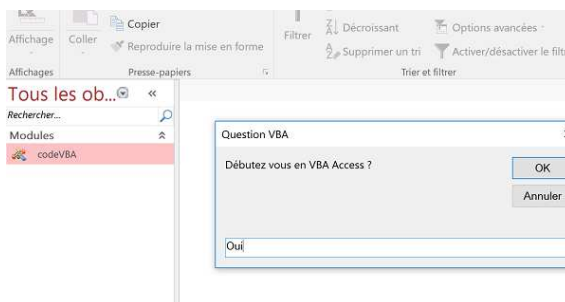 Copier
Décroissant
Options avancées
Affichage
Coller
Reproduire la mise en forme
Filtrer
Supprimer un tri
Activer/désactiver le filt
Affichages
Presse-papiers
Trier et filtrer
Tous les ob... «
Rechercher...
Modules
codeVBA
Question VBA
Débutez vous en VBA Access ?
OK
Annuler
Oui